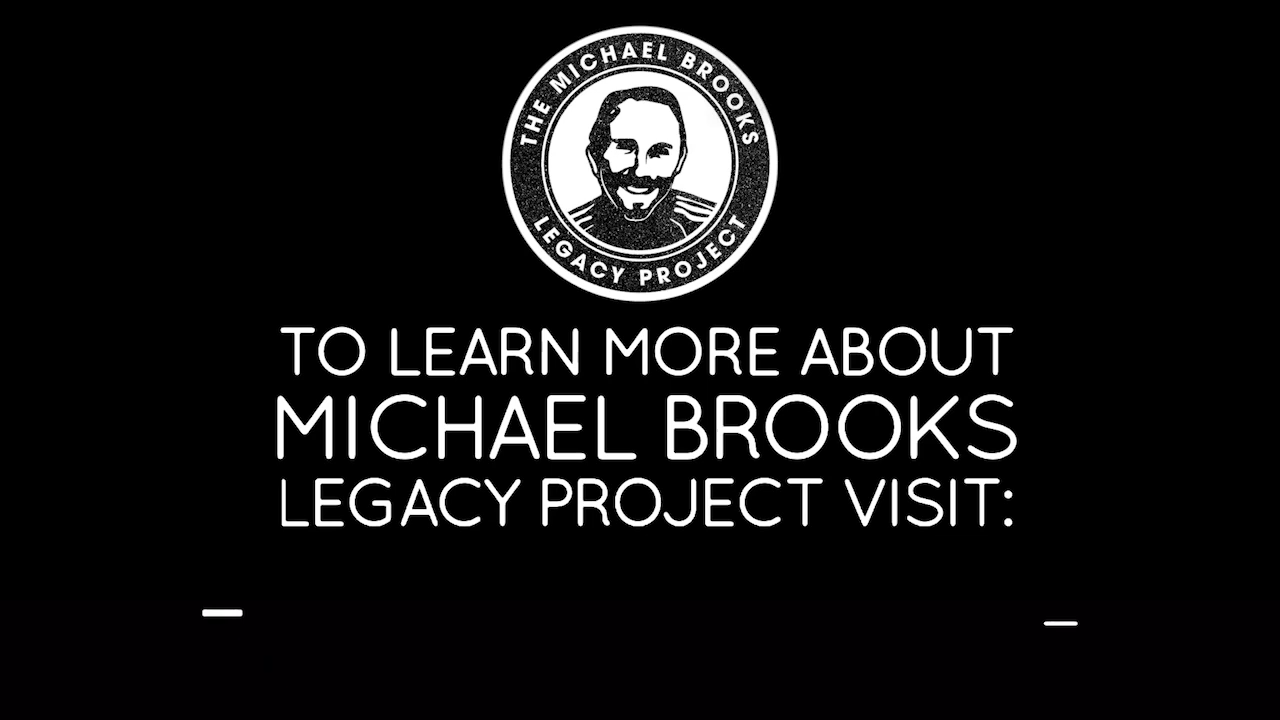 THE MICHAEL BROOKS
LEGACY PROJECT
TO LEARN MORE ABOUT
MICHAEL BROOKS
LEGACY PROJECT VISIT: